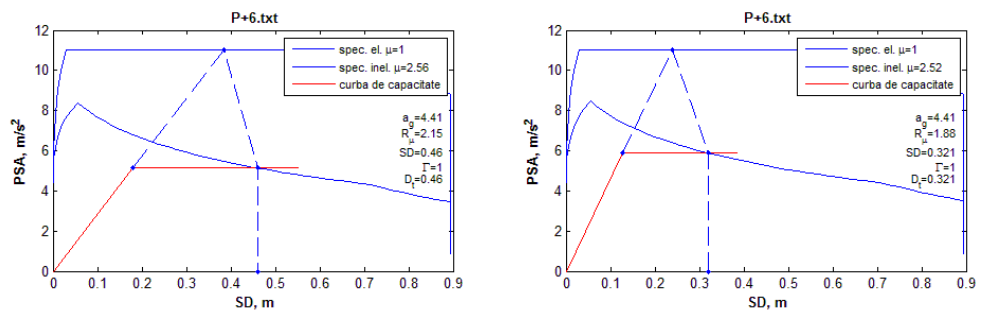 P+6.txt
12
10
8
6
4
2
0
PSA, m/s²
spec. el. μ=1
spec. inel. μ=2.56
curba de capacitate
a_g=4.41
R_μ=2.15
SD=0.46
Γ=1
D_t=0.46
0 0.1 0.2 0.3 0.4 0.5 0.6 0.7 0.8 0.9
SD, m
P+6.txt
12
10
8
6
4
2
0
PSA, m/s²
spec. el. μ=1
spec. inel. μ=2.52
curba de capacitate
a_g=4.41
R_μ=1.88
SD=0.321
Γ=1
D_t=0.321
0 0.1 0.2 0.3 0.4 0.5 0.6 0.7 0.8 0.9
SD, m